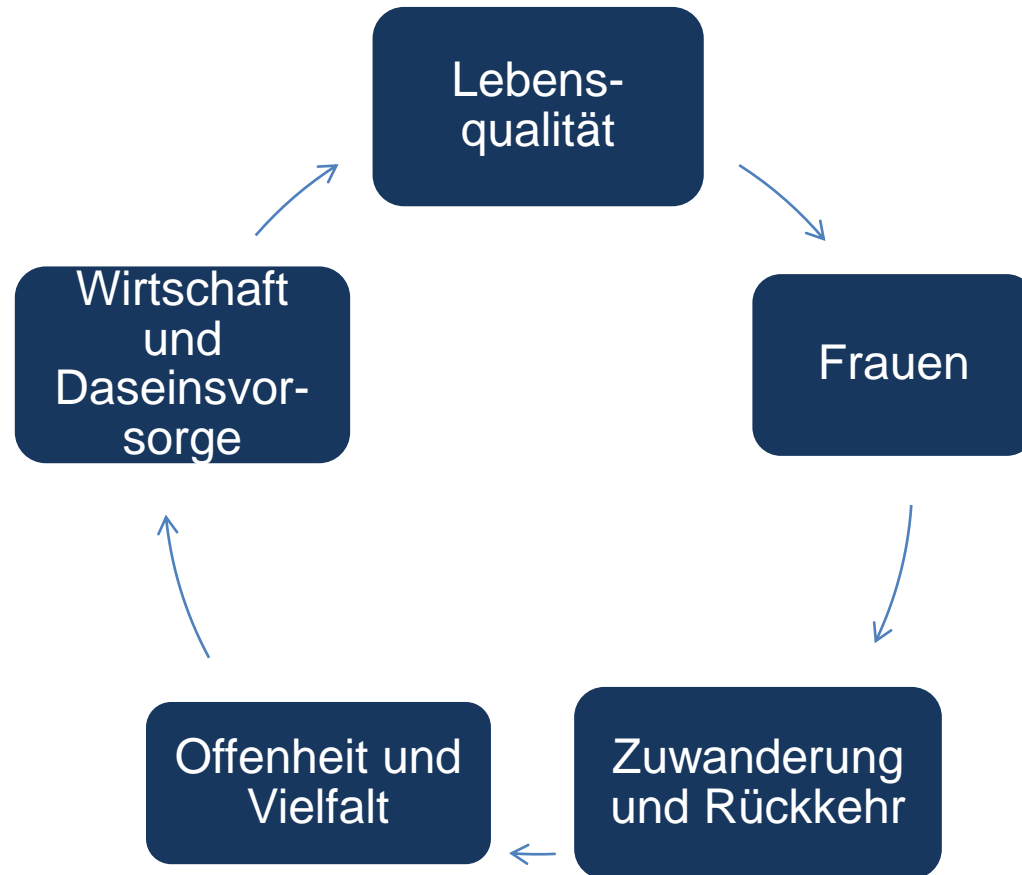 Lebens-
qualität
Frauen
Zuwanderung
und Rückkehr
Offenheit und
Vielfalt
Wirtschaft
und
Daseinsvor-
sorge